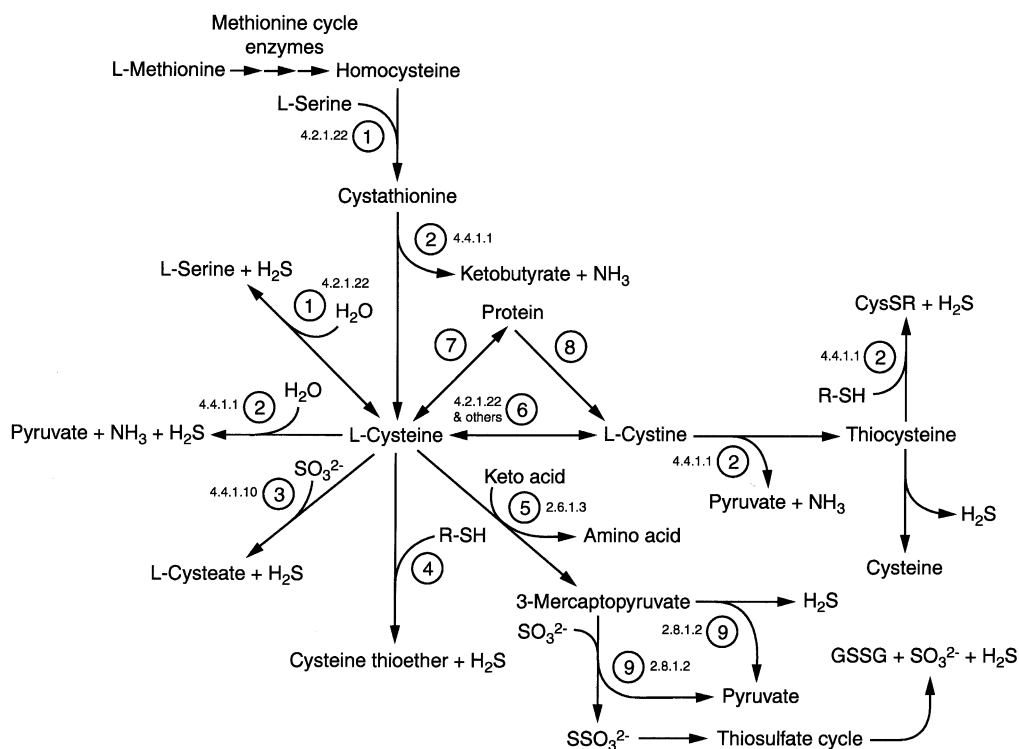 Methionine cycle
enzymes
L-Methionine Homocysteine
L-Serine
4.2.1.22 1
Cystathionine
2 4.4.1.1
Ketobutyrate + NH₃
L-Serine + H₂S
4.2.1.22
1 H₂O
Protein
7 8
CysSR + H₂S
4.4.1.1 2
R-SH
4.4.1.1 2 H₂O
4.2.1.22
& others 6
Pyruvate + NH₃ + H₂S L-Cysteine L-Cystine Thiocysteine
4.4.1.1 2
Pyruvate + NH₃
H₂S
Cysteine
SO₃²⁻
4.4.1.10 3
L-Cysteate + H₂S
Keto acid
5 2.6.1.3
Amino acid
R-SH
4
Cysteine thioether + H₂S
3-Mercaptopyruvate H₂S
SO₃²⁻
2.8.1.2 9
9 2.8.1.2
Pyruvate
GSSG + SO₃²⁻ + H₂S
SSO₃²⁻ Thiosulfate cycle